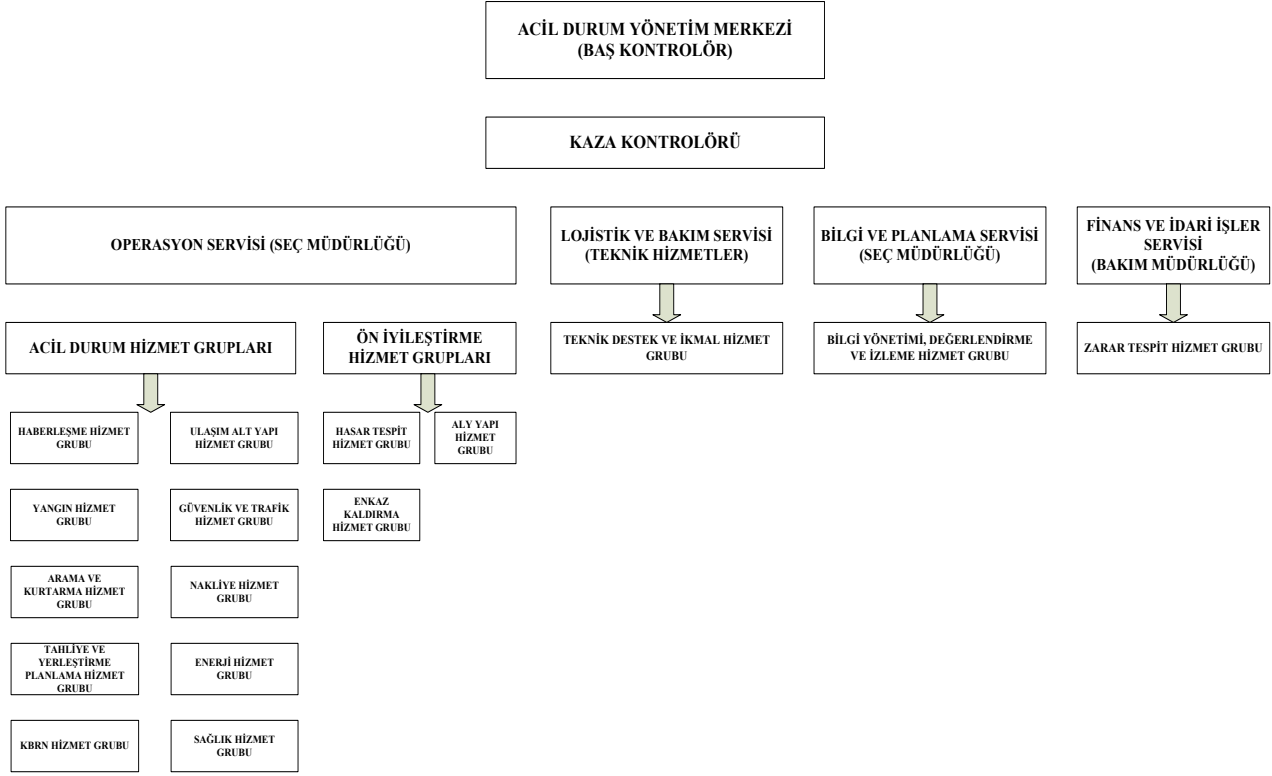 ACİL DURUM YÖNETİM MERKEZİ
(BAŞ KONTROLÖR)
KAZA KONTROLÖRÜ
OPERASYON SERVİSİ (SEÇ MÜDÜRLÜĞÜ)
LOJİSTİK VE BAKIM SERVİSİ
(TEKNİK HİZMETLER)
BİLGİ VE PLANLAMA SERVİSİ
(SEÇ MÜDÜRLÜĞÜ)
FİNANS VE İDARİ İŞLER
SERVİSİ
(BAKIM MÜDÜRLÜĞÜ)
ACİL DURUM HİZMET GRUPLARI
ÖN İYİLEŞTİRME
HİZMET GRUPLARI
TEKNİK DESTEK VE İKMAL HİZMET
GRUBU
BİLGİ YÖNETİMİ, DEĞERLENDİRME
VE İZLEME HİZMET GRUBU
ZARAR TESPİT HİZMET GRUBU
HABERLEŞME HİZMET
GRUBU
ULAŞIM ALT YAPI
HİZMET GRUBU
HASAR TESPİT
HİZMET GRUBU
ALY YAPI
HİZMET
GRUBU
YANGIN HİZMET
GRUBU
GÜVENLİK VE TRAFİK
HİZMET GRUBU
ENKAZ
KALDIRMA
HİZMET GRUBU
ARAMA VE
KURTARMA HİZMET
GRUBU
NAKLİYE HİZMET
GRUBU
TAHLİYE VE
YERLEŞTİRME
PLANLAMA HİZMET
GRUBU
ENERJİ HİZMET
GRUBU
KBRN HİZMET GRUBU
SAĞLIK HİZMET
GRUBU